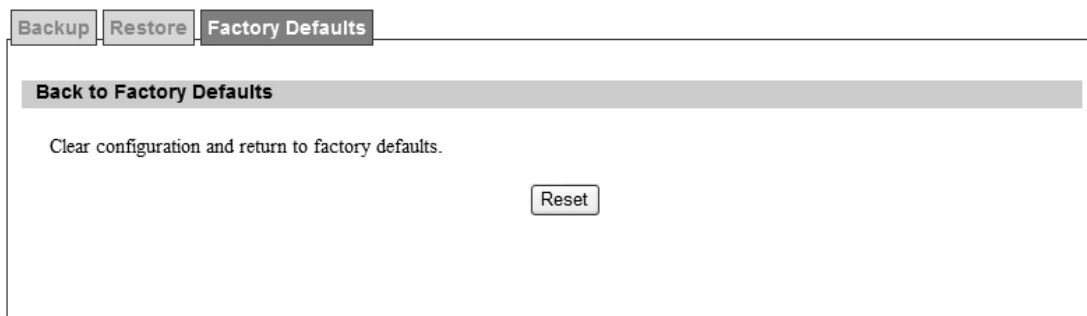 Backup Restore Factory Defaults
Back to Factory Defaults
Clear configuration and return to factory defaults.
Reset